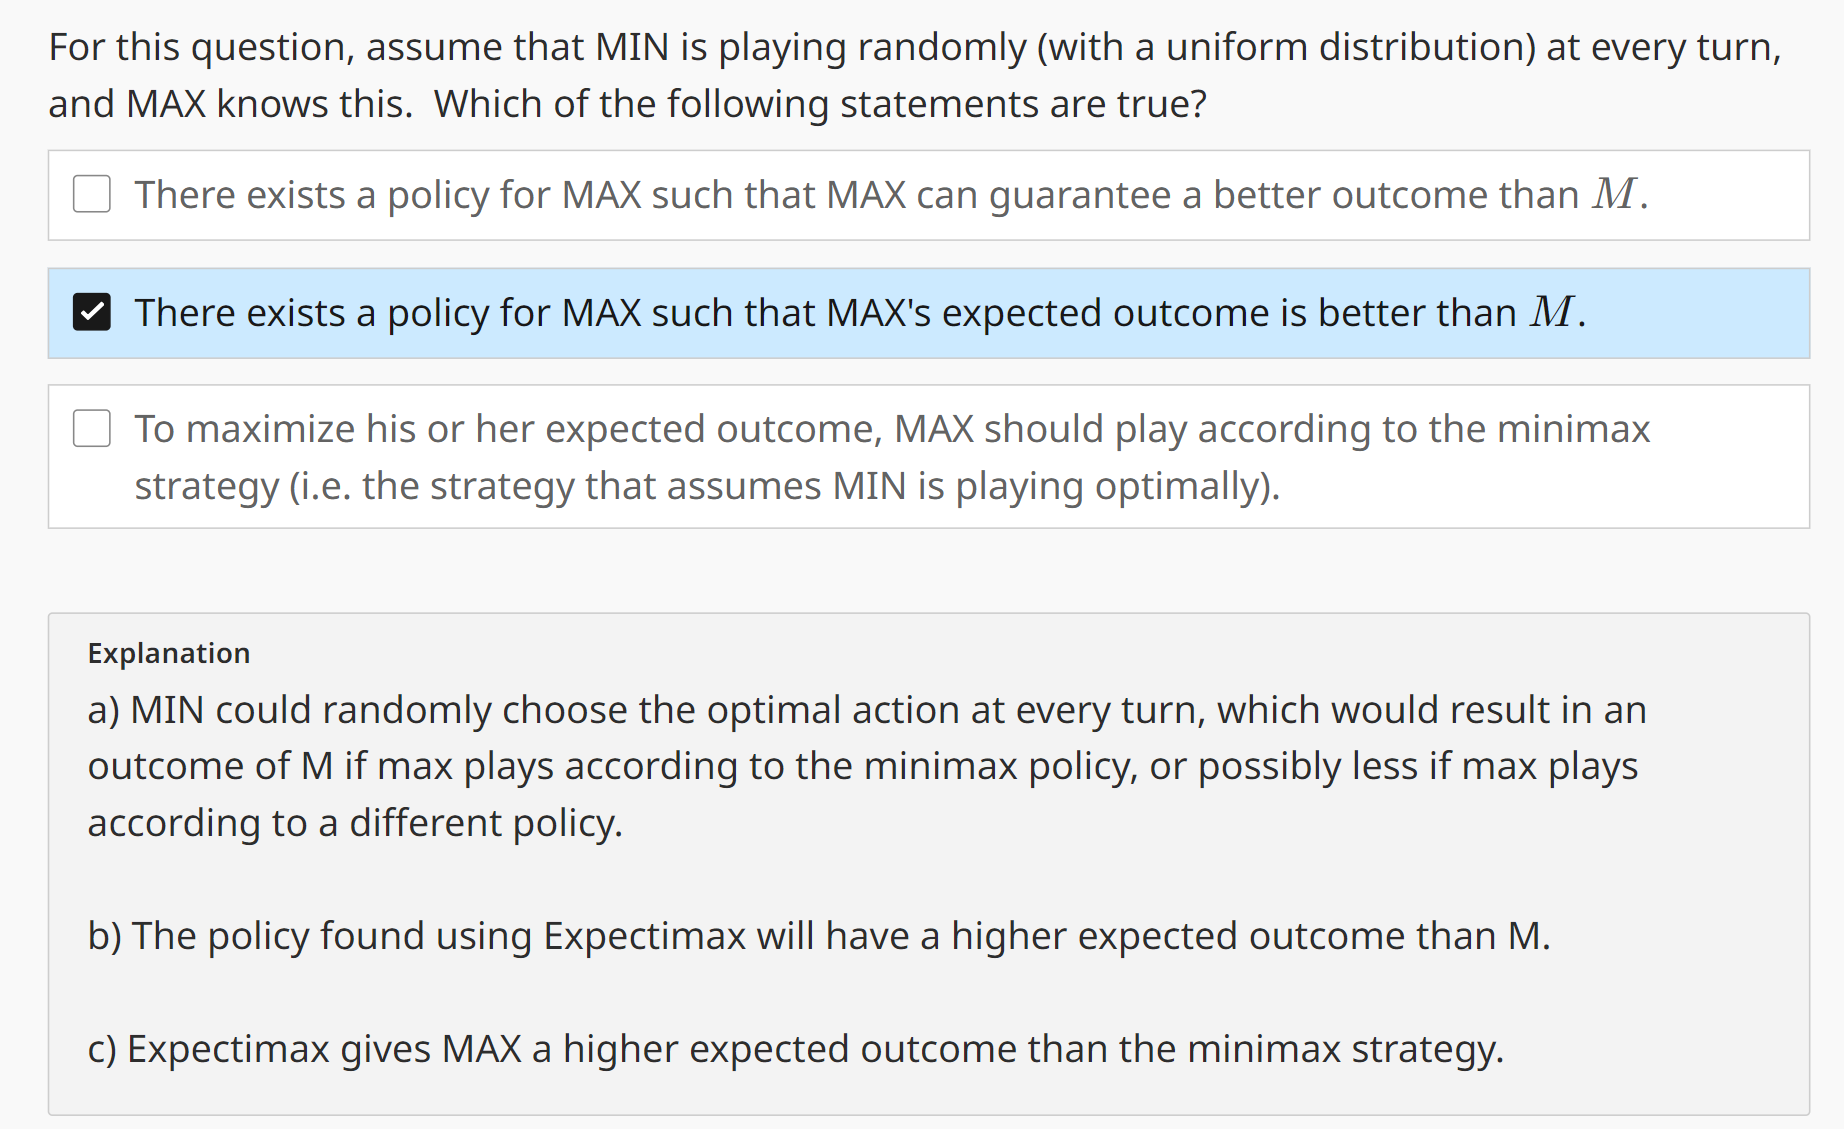 For this question, assume that MIN is playing randomly (with a uniform distribution) at every turn,
and MAX knows this.  Which of the following statements are true?
There exists a policy for MAX such that MAX can guarantee a better outcome than M.
There exists a policy for MAX such that MAX's expected outcome is better than M.
To maximize his or her expected outcome, MAX should play according to the minimax
strategy (i.e. the strategy that assumes MIN is playing optimally).
Explanation
a) MIN could randomly choose the optimal action at every turn, which would result in an
outcome of M if max plays according to the minimax policy, or possibly less if max plays
according to a different policy.
b) The policy found using Expectimax will have a higher expected outcome than M.
c) Expectimax gives MAX a higher expected outcome than the minimax strategy.